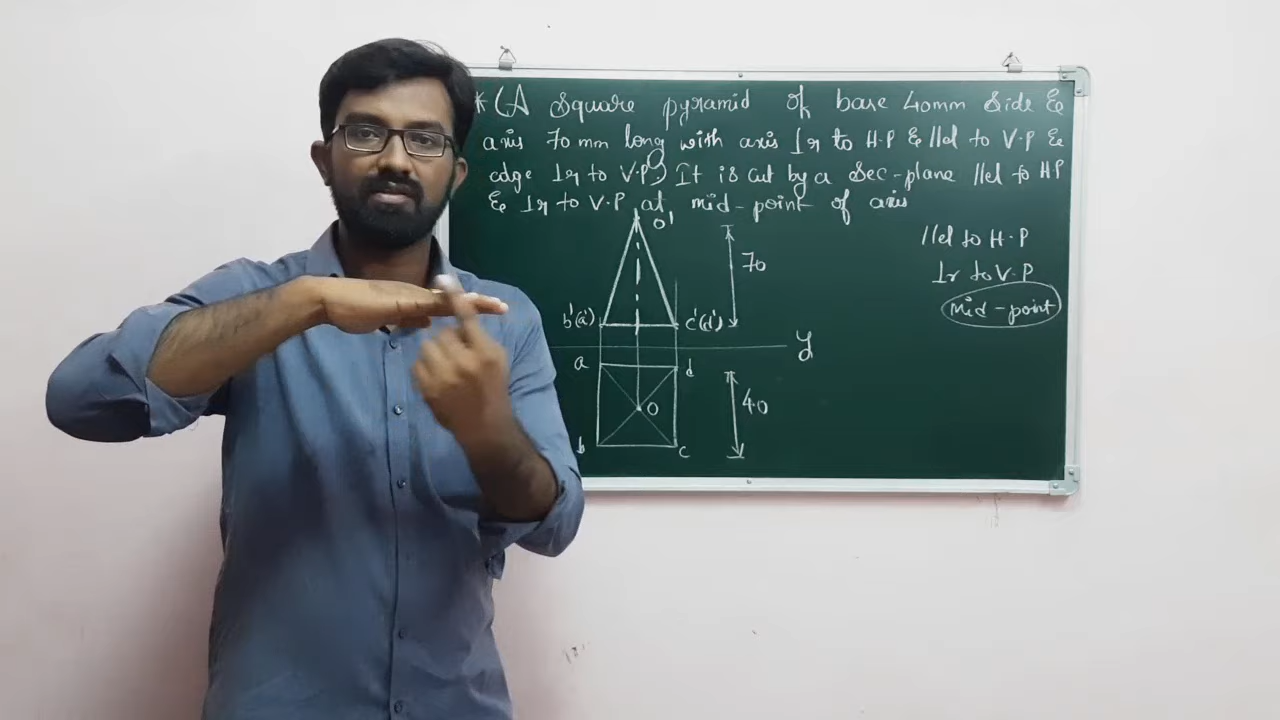 * (A Square pyramid of base 40mm Side &
axis 70 mm long with axis ⊥r to H.P & //el to V.P &
edge ⊥r to V.P) It is cut by a Sec-plane //el to HP
& ⊥r to V.P at mid-point of axis
o'
//el to H.P
70
⊥r to V.P
mid-point
b'(a') c'(d')
y
a d
o 40
b c